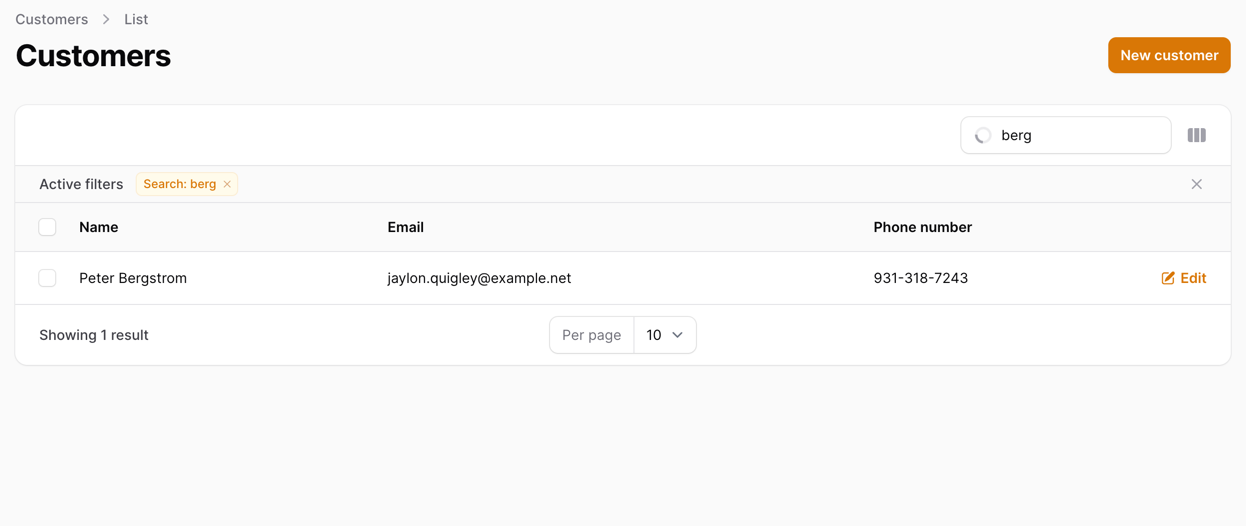 Customers > List
Customers
New customer
berg
Active filters Search: berg ×
Name Email Phone number
Peter Bergstrom jaylon.quigley@example.net 931-318-7243 Edit
Showing 1 result Per page 10